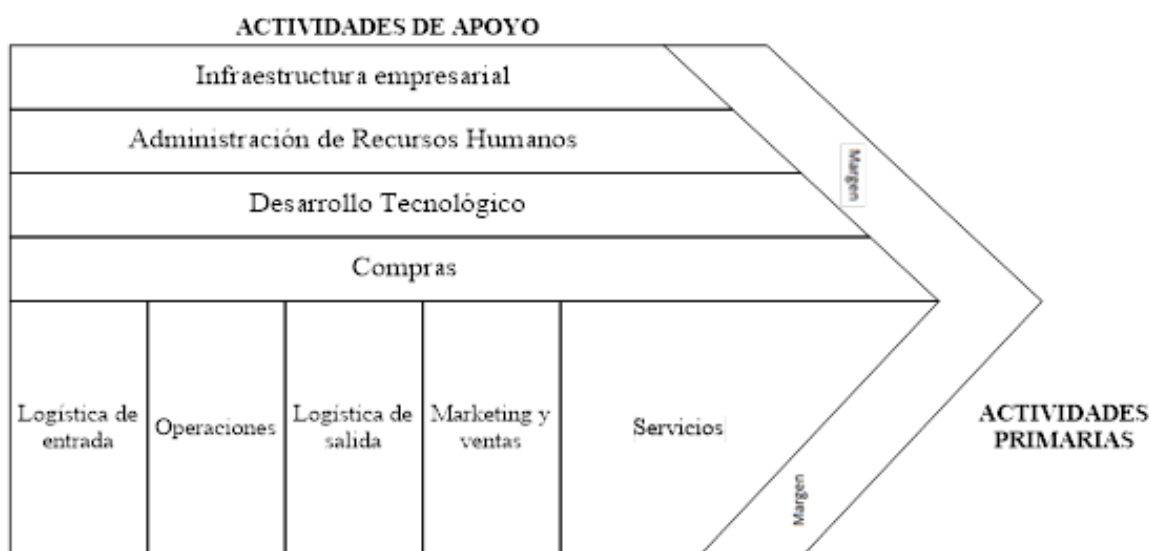 ACTIVIDADES DE APOYO
Infraestructura empresarial
Administración de Recursos Humanos
Desarrollo Tecnológico
Compras
Margen
Logística de
entrada
Operaciones
Logística de
salida
Marketing y
ventas
Servicios
Margen
ACTIVIDADES
PRIMARIAS